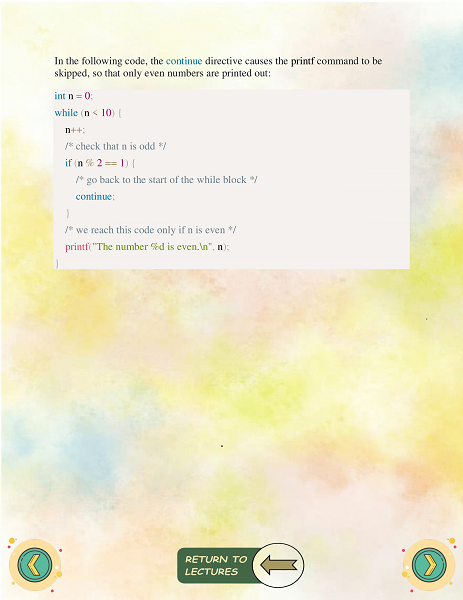 In the following code, the continue directive causes the printf command to be
skipped, so that only even numbers are printed out:
int n = 0;
while (n < 10) {
n++;
/* check that n is odd */
if (n % 2 == 1) {
/* go back to the start of the while block */
continue;
}
/* we reach this code only if n is even */
printf("The number %d is even.\n", n);
}
RETURN TO
LECTURES